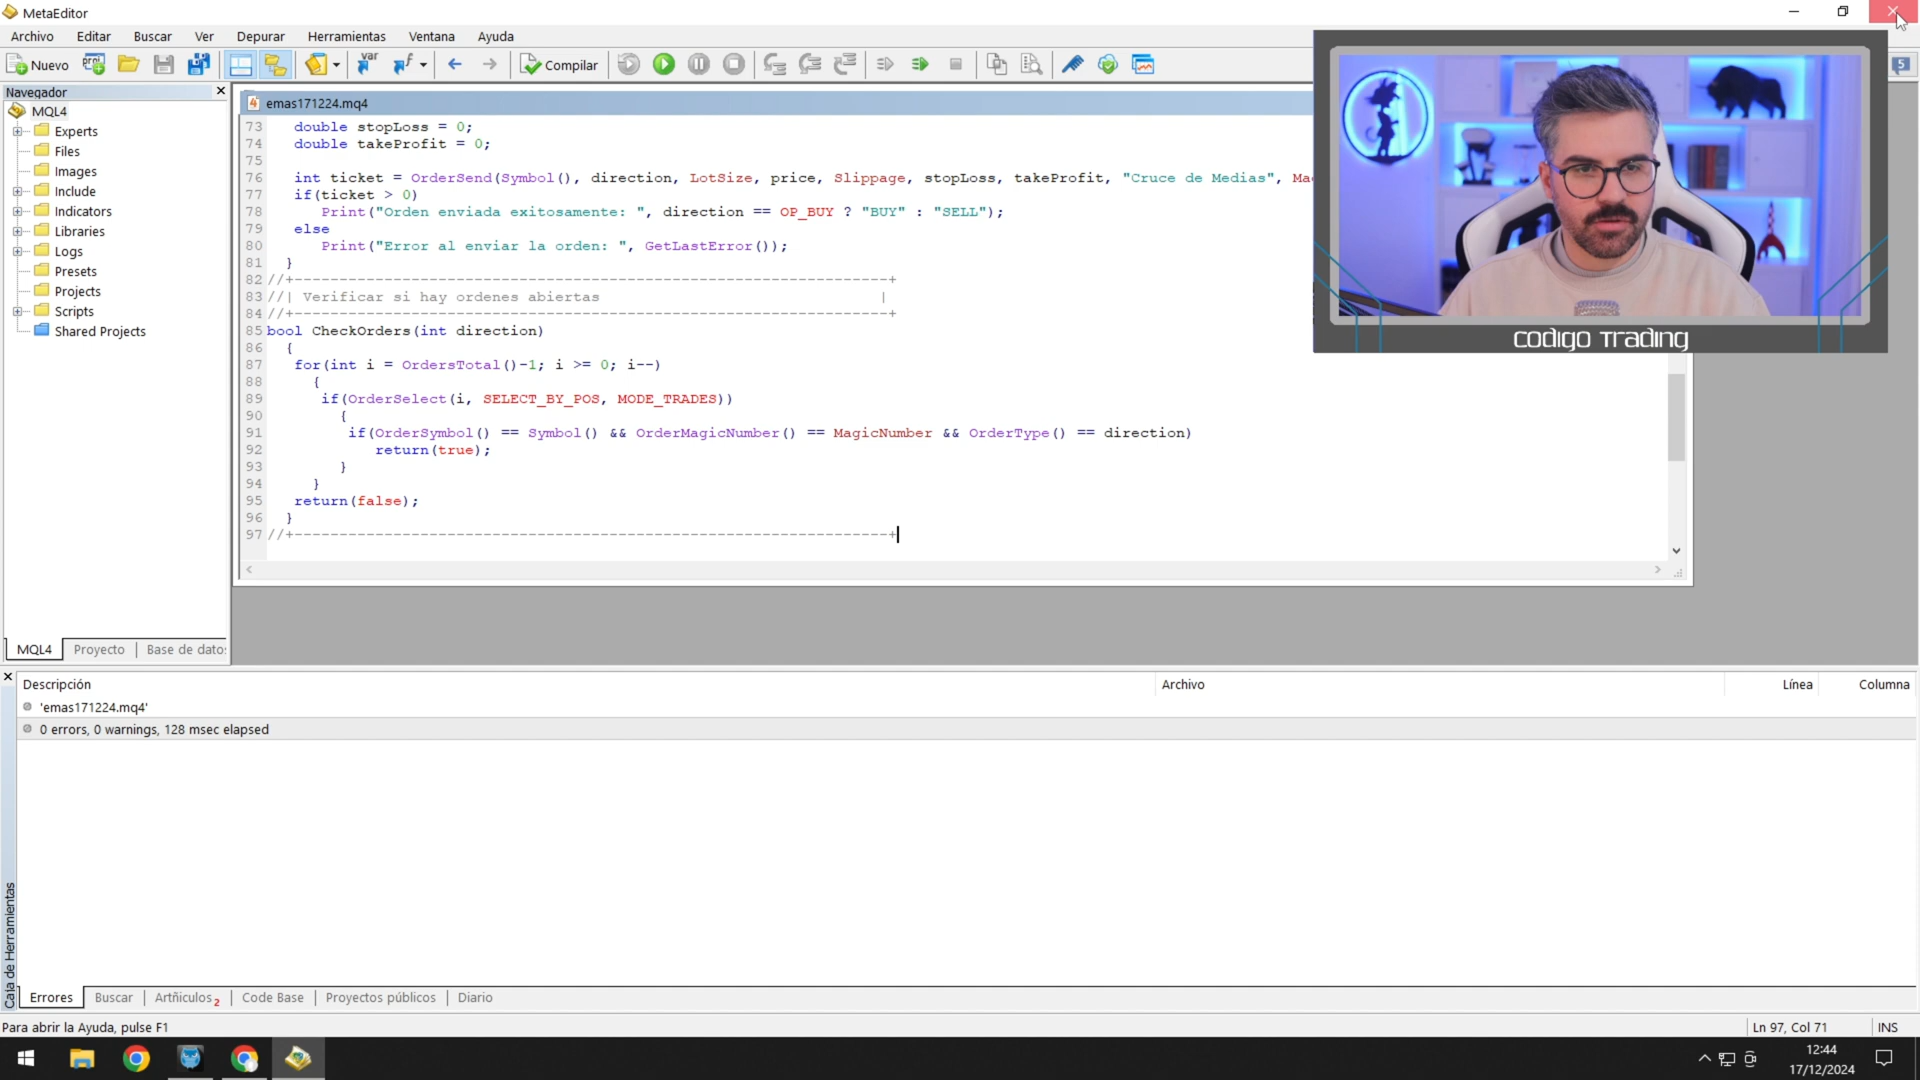 MetaEditor
Archivo Editar Buscar Ver Depurar Herramientas Ventana Ayuda
Nuevo Compilar 5
Navegador
MQL4
Experts
Files
Images
Include
Indicators
Libraries
Logs
Presets
Projects
Scripts
Shared Projects
MQL4 Proyecto Base de dato
emas171224.mq4
73 double stopLoss = 0;
74 double takeProfit = 0;
75
76 int ticket = OrderSend(Symbol(), direction, LotSize, price, Slippage, stopLoss, takeProfit, "Cruce de Medias", Ma
77 if(ticket > 0)
78 Print("Orden enviada exitosamente: ", direction == OP_BUY ? "BUY" : "SELL");
79 else
80 Print("Error al enviar la orden: ", GetLastError());
81 }
82 //+------------------------------------------------------------------+
83 //| Verificar si hay ordenes abiertas |
84 //+------------------------------------------------------------------+
85 bool CheckOrders(int direction)
86 {
87 for(int i = OrdersTotal()-1; i >= 0; i--)
88 {
89 if(OrderSelect(i, SELECT_BY_POS, MODE_TRADES))
90 {
91 if(OrderSymbol() == Symbol() && OrderMagicNumber() == MagicNumber && OrderType() == direction)
92 return(true);
93 }
94 }
95 return(false);
96 }
97 //+------------------------------------------------------------------+
CODIGO TRADING
Descripción Archivo Línea Columna
'emas171224.mq4'
0 errors, 0 warnings, 128 msec elapsed
Caja de Herramientas
Errores Buscar Artñiculos 2 Code Base Proyectos públicos Diario
Para abrir la Ayuda, pulse F1 Ln 97, Col 71 INS
12:44
17/12/2024